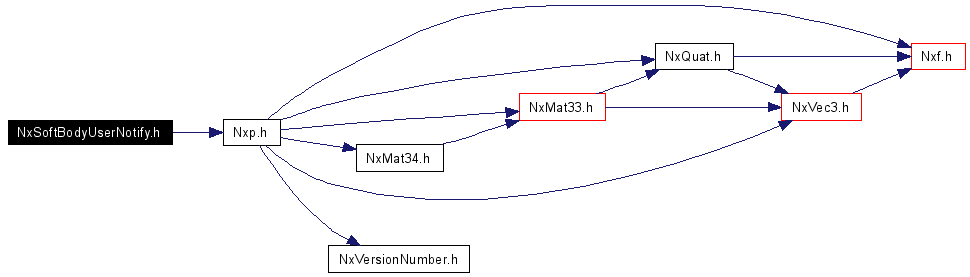 NxSoftBodyUserNotify.h
Nxp.h
NxMat34.h
NxVersionNumber.h
NxMat33.h
NxQuat.h
NxVec3.h
Nxf.h